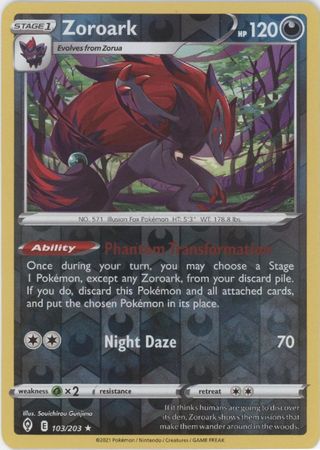 STAGE 1
Zoroark
HP 120
Evolves from Zorua
NO. 571. Illusion Fox Pokémon HT: 5'3" WT: 178.8 lbs.
Ability Phantom Transformation
Once during your turn, you may choose a Stage
1 Pokémon, except any Zoroark, from your discard pile.
If you do, discard this Pokémon and all attached cards,
and put the chosen Pokémon in its place.
Night Daze 70
weakness ×2 resistance retreat
Illus. Souichirou Gunjima
E 103/203 ★
If it thinks humans are going to discover
its den, Zoroark shows them visions that
make them wander around in the woods.
©2021 Pokémon / Nintendo / Creatures / GAME FREAK